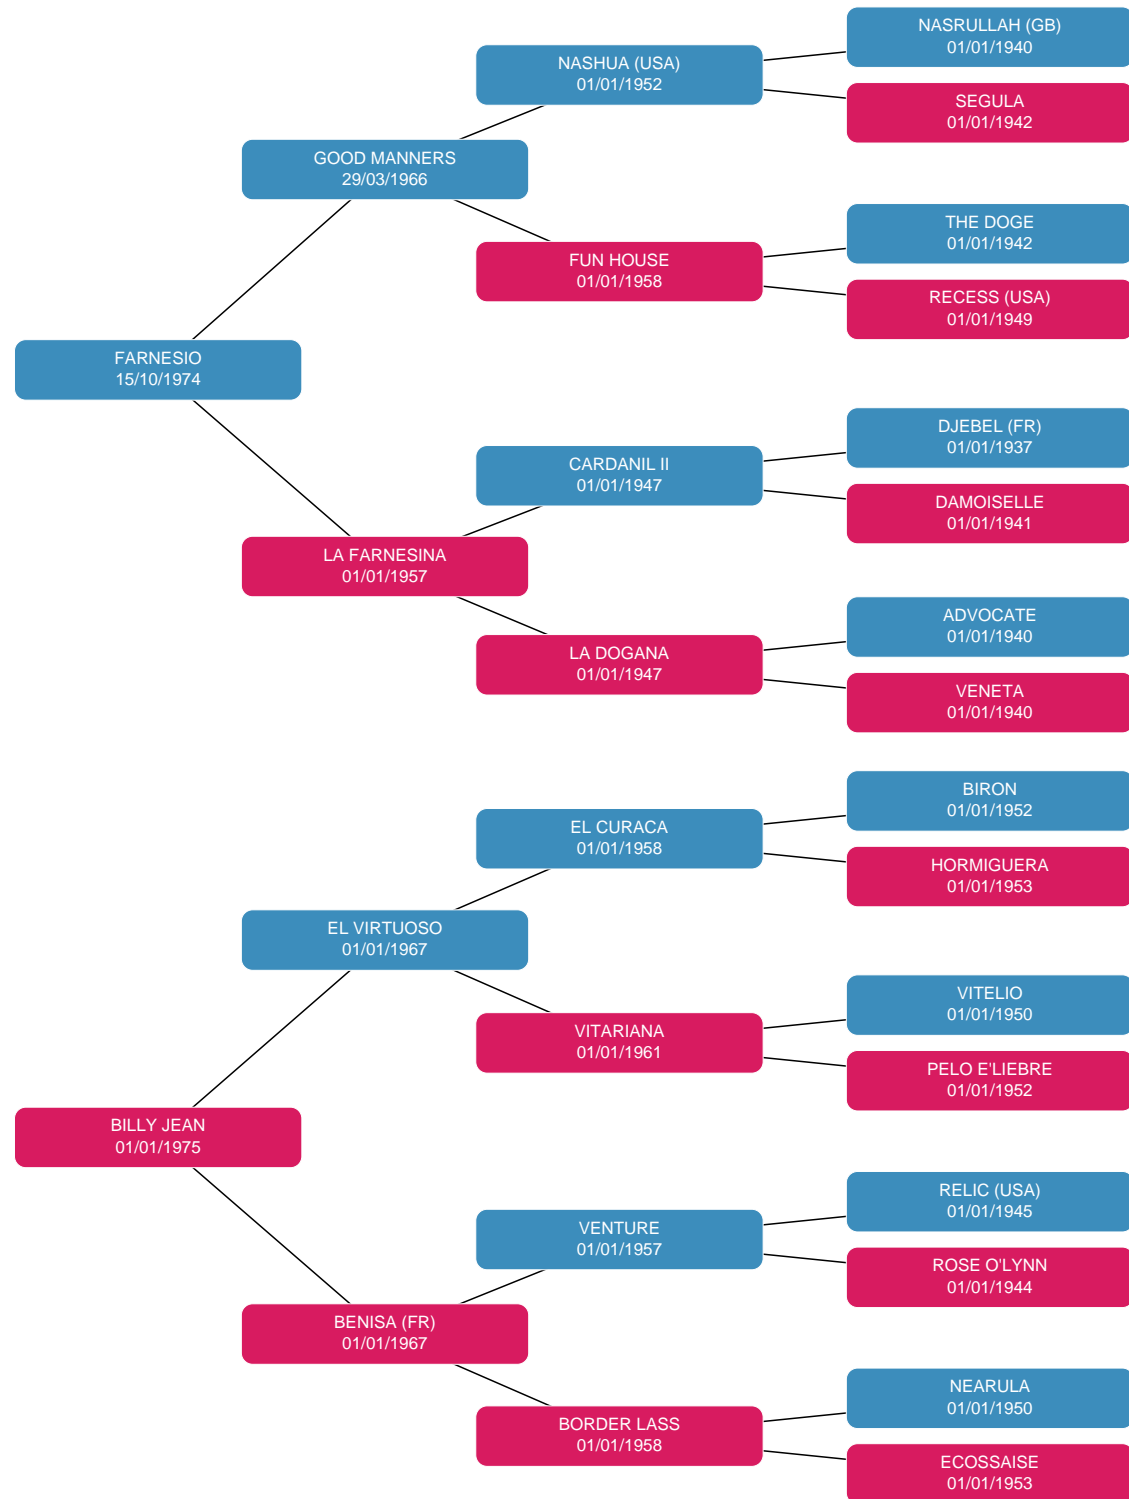 NASRULLAH (GB)
01/01/1940
NASHUA (USA)
01/01/1952
SEGULA
01/01/1942
GOOD MANNERS
29/03/1966
THE DOGE
01/01/1942
FUN HOUSE
01/01/1958
RECESS (USA)
01/01/1949
FARNESIO
15/10/1974
DJEBEL (FR)
01/01/1937
CARDANIL II
01/01/1947
DAMOISELLE
01/01/1941
LA FARNESINA
01/01/1957
ADVOCATE
01/01/1940
LA DOGANA
01/01/1947
VENETA
01/01/1940
BIRON
01/01/1952
EL CURACA
01/01/1958
HORMIGUERA
01/01/1953
EL VIRTUOSO
01/01/1967
VITELIO
01/01/1950
VITARIANA
01/01/1961
PELO E'LIEBRE
01/01/1952
BILLY JEAN
01/01/1975
RELIC (USA)
01/01/1945
VENTURE
01/01/1957
ROSE O'LYNN
01/01/1944
BENISA (FR)
01/01/1967
NEARULA
01/01/1950
BORDER LASS
01/01/1958
ECOSSAISE
01/01/1953